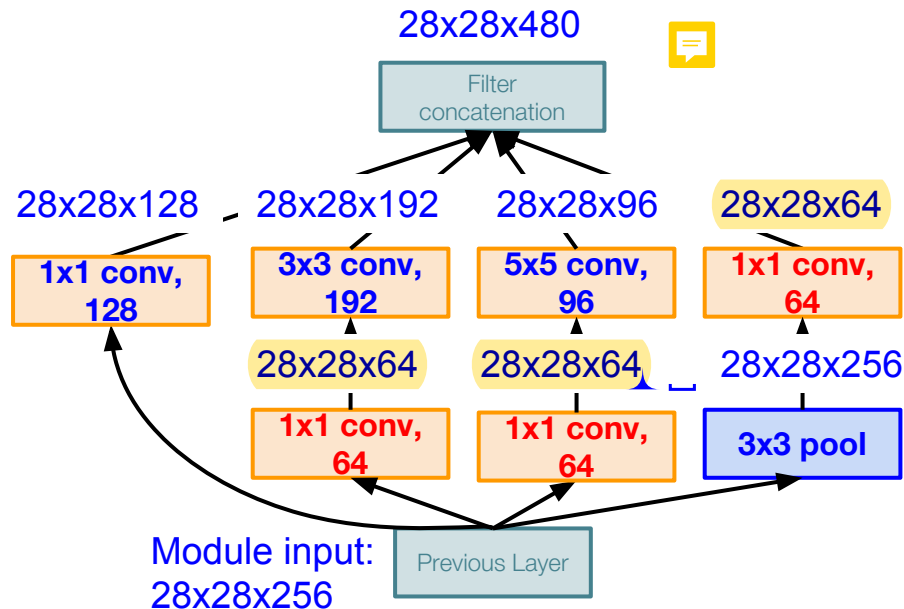 28x28x480
Filter
concatenation
28x28x128
28x28x192
28x28x96
28x28x64
1x1 conv,
128
3x3 conv,
192
5x5 conv,
96
1x1 conv,
64
28x28x64
28x28x64
28x28x256
1x1 conv,
64
1x1 conv,
64
3x3 pool
Module input:
28x28x256
Previous Layer